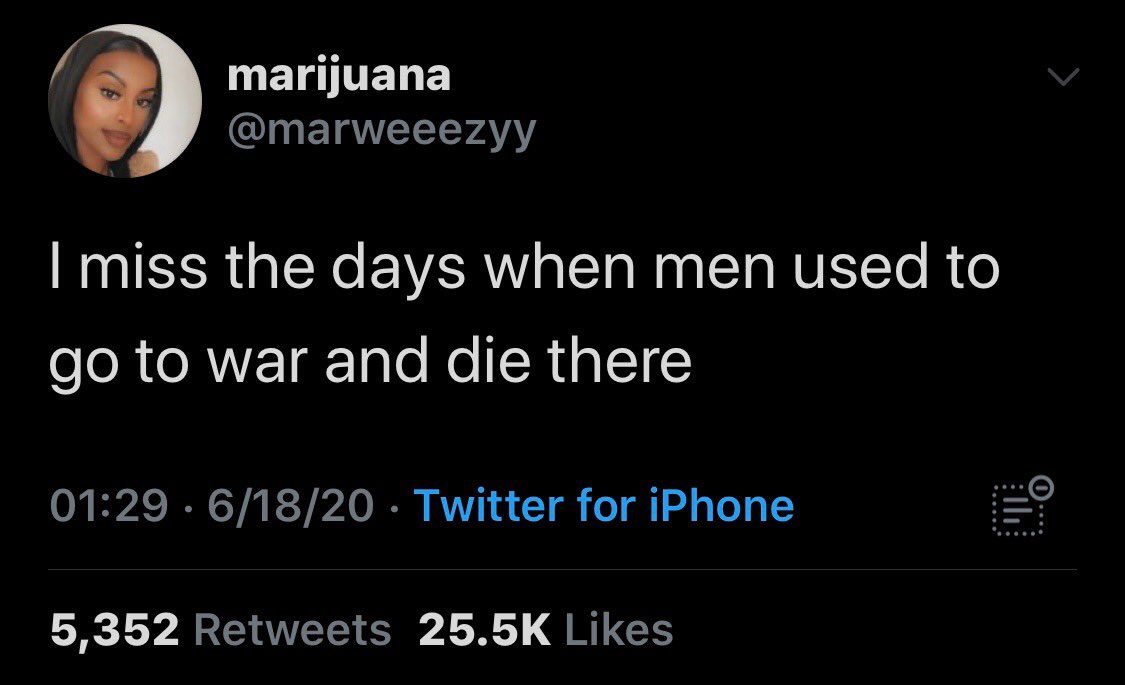 marijuana
@marweeezyy
I miss the days when men used to
go to war and die there
01:29 · 6/18/20 · Twitter for iPhone
5,352 Retweets 25.5K Likes